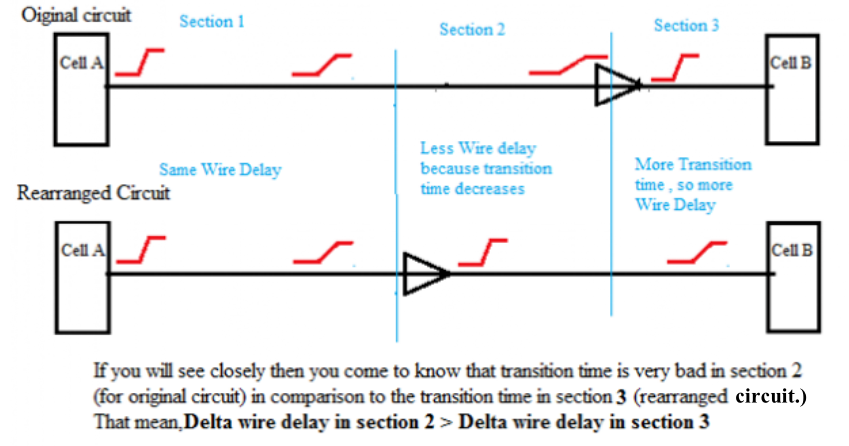 Oiginal circuit
Section 1
Section 2
Section 3
Cell A
Cell B
Same Wire Delay
Less Wire delay
because transition
time decreases
More Transition
time , so more
Wire Delay
Rearranged Circuit
Cell A
Cell B
If you will see closely then you come to know that transition time is very bad in section 2
(for original circuit) in comparison to the transition time in section 3 (rearranged circuit.)
That mean,Delta wire delay in section 2 > Delta wire delay in section 3